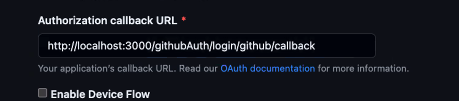 Authorization callback URL *
http://localhost:3000/githubAuth/login/github/callback
Your application's callback URL. Read our OAuth documentation for more information.
Enable Device Flow